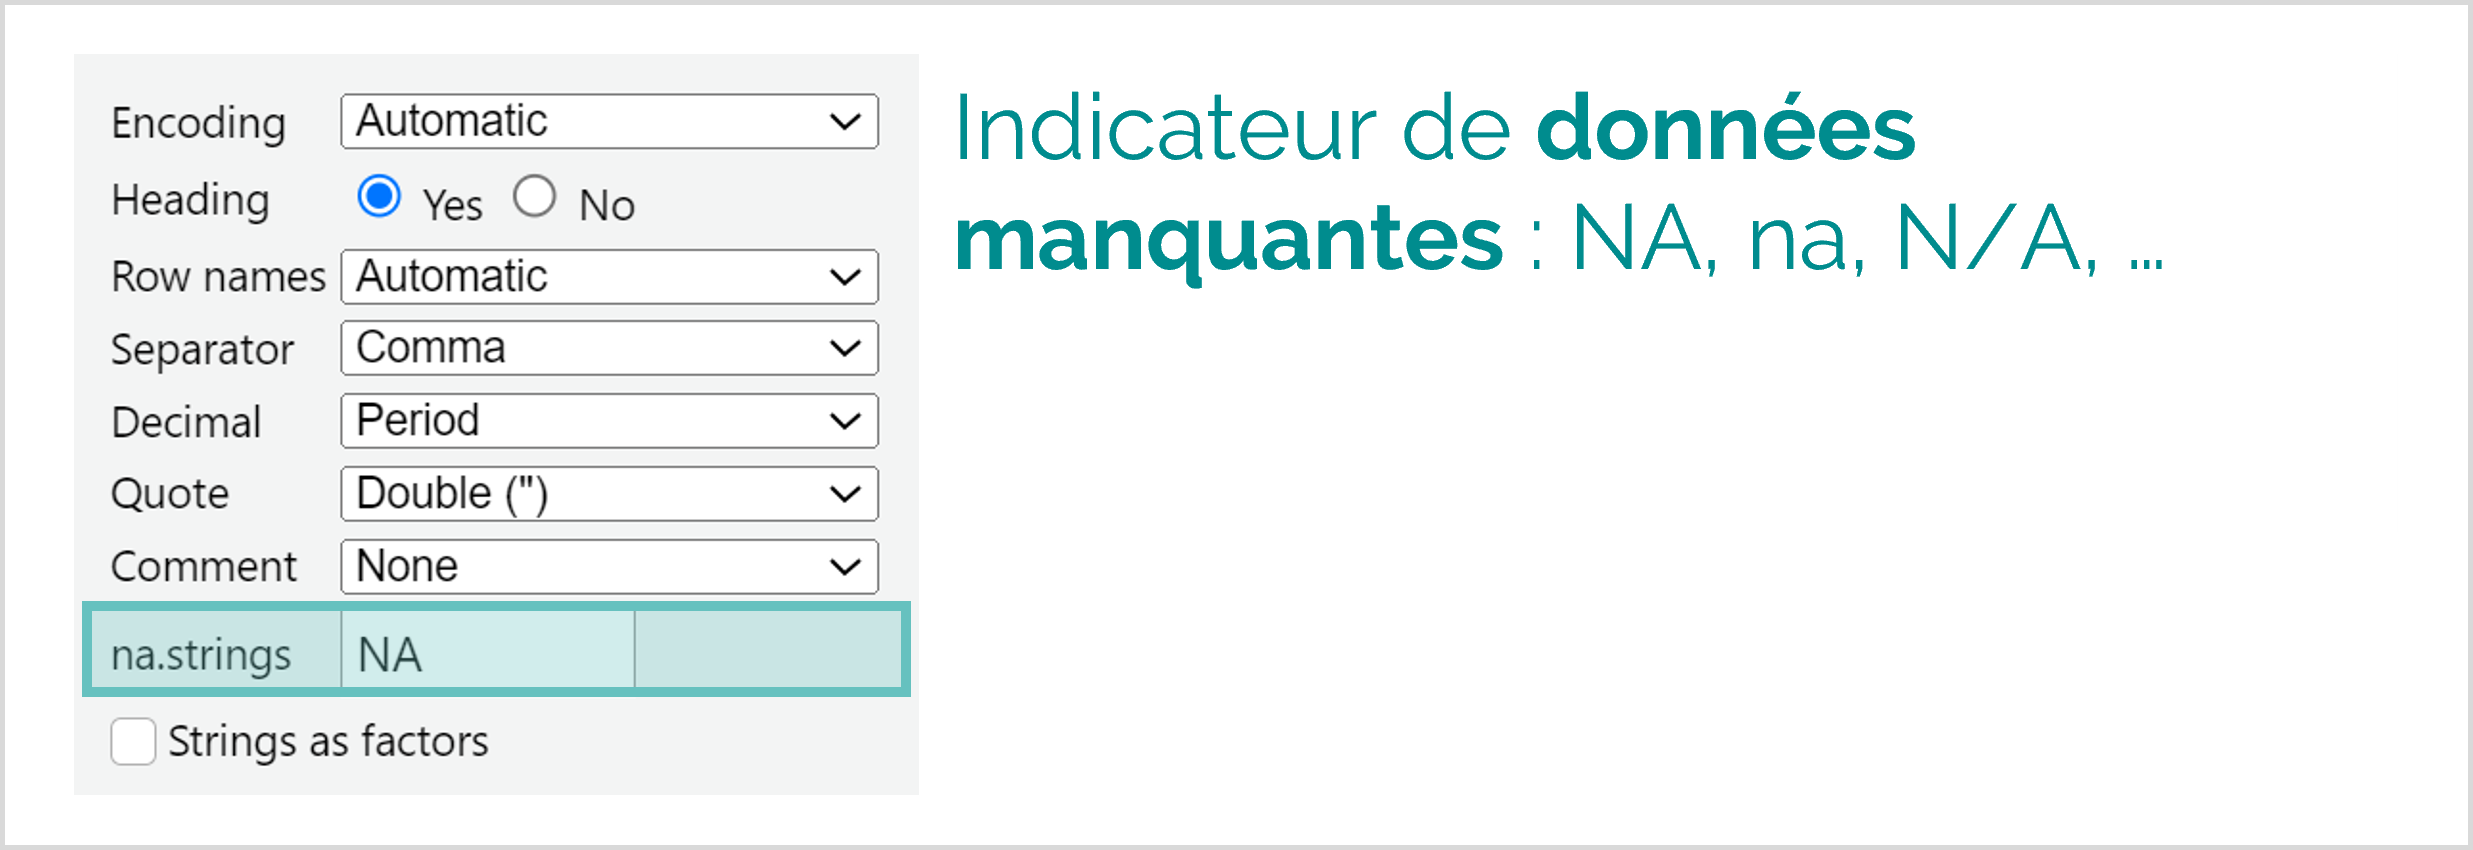 Encoding Automatic
Heading Yes No
Row names Automatic
Separator Comma
Decimal Period
Quote Double (")
Comment None
na.strings NA
Strings as factors
Indicateur de données
manquantes : NA, na, N/A, ...